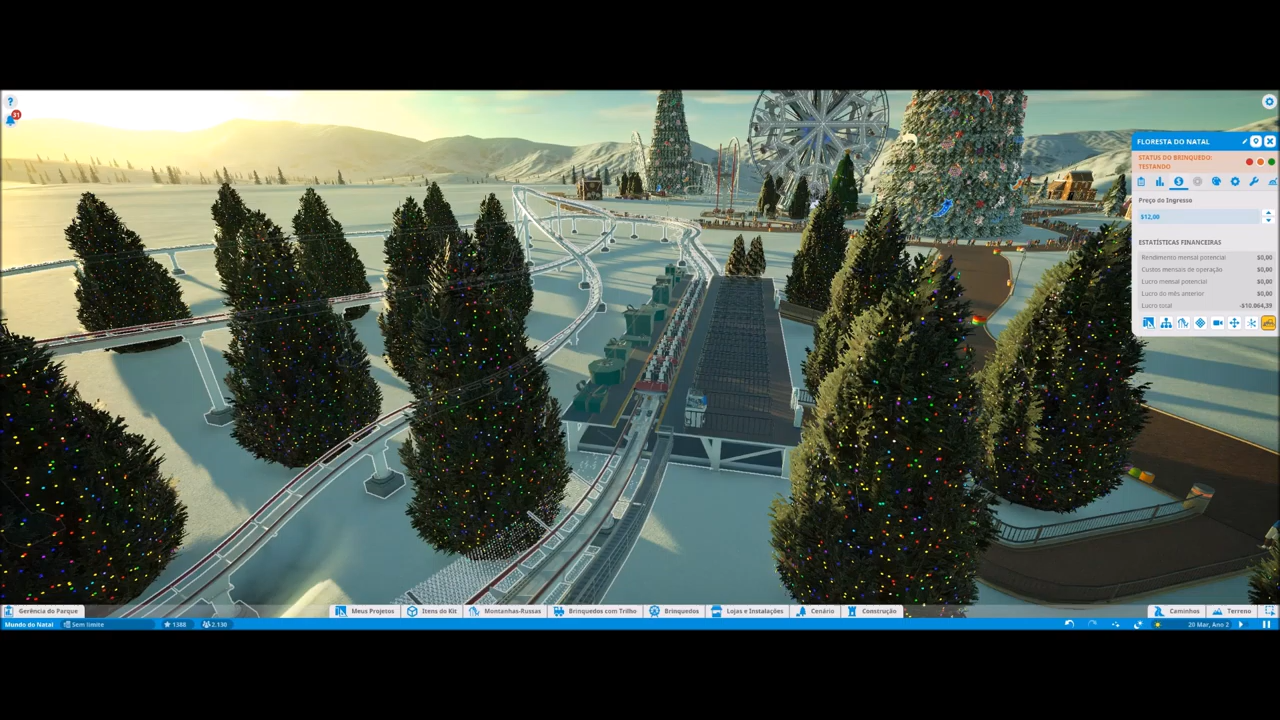 ?
31
FLORESTA DO NATAL
STATUS DO BRINQUEDO:
TESTANDO
Preço do Ingresso
$12,00
ESTATÍSTICAS FINANCEIRAS
Rendimento mensal potencial $0,00
Custos mensais de operação $0,00
Lucro mensal potencial $0,00
Lucro do mês anterior $0,00
Lucro total -$10.064,39
Gerência do Parque
Meus Projetos
Itens do Kit
Montanhas-Russas
Brinquedos com Trilho
Brinquedos
Lojas e Instalações
Cenário
Construção
Caminhos
Terreno
Mundo do Natal
Sem limite
1388
2.130
20 Mar, Ano 2